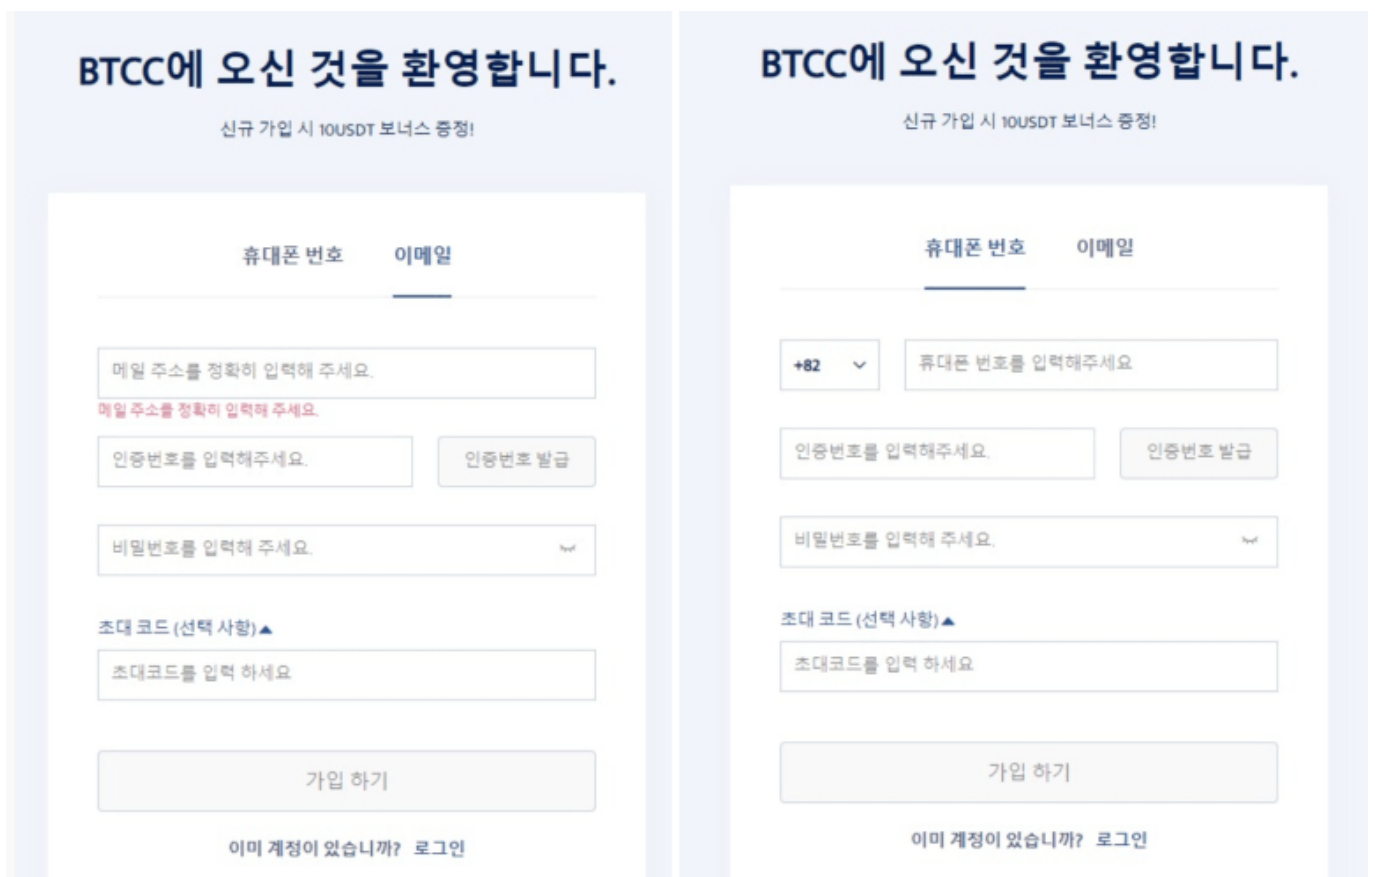 BTCC에 오신 것을 환영합니다.
신규 가입 시 10USDT 보너스 증정!
휴대폰 번호 이메일
메일 주소를 정확히 입력해 주세요.
메일 주소를 정확히 입력해 주세요.
인증번호를 입력해주세요. 인증번호 발급
비밀번호를 입력해 주세요.
초대 코드 (선택 사항)▲
초대코드를 입력 하세요
가입 하기
이미 계정이 있습니까? 로그인
BTCC에 오신 것을 환영합니다.
신규 가입 시 10USDT 보너스 증정!
휴대폰 번호 이메일
+82 휴대폰 번호를 입력해주세요
인증번호를 입력해주세요. 인증번호 발급
비밀번호를 입력해 주세요.
초대 코드 (선택 사항)▲
초대코드를 입력 하세요
가입 하기
이미 계정이 있습니까? 로그인